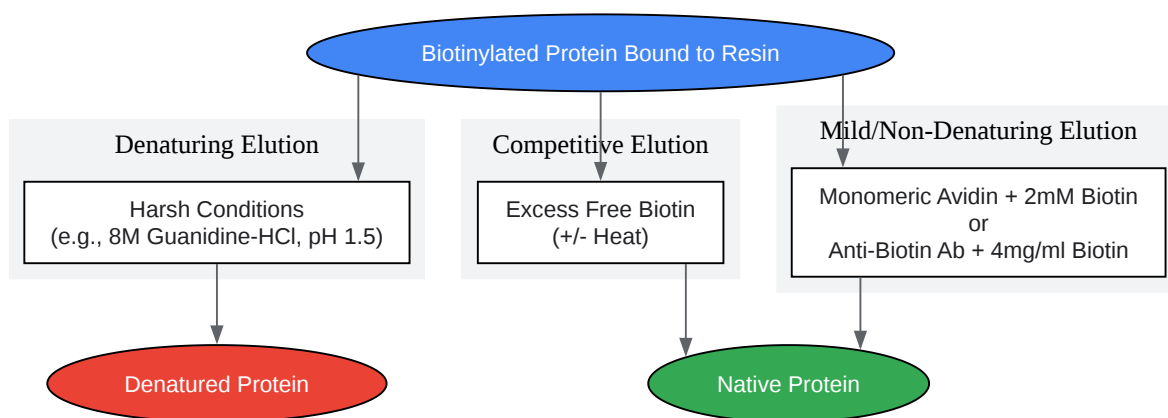 Biotinylated Protein Bound to Resin
Denaturing Elution
Competitive Elution
Mild/Non-Denaturing Elution
Harsh Conditions
(e.g., 8M Guanidine-HCl, pH 1.5)
Excess Free Biotin
(+/- Heat)
Monomeric Avidin + 2mM Biotin
or
Anti-Biotin Ab + 4mg/ml Biotin
Denatured Protein
Native Protein